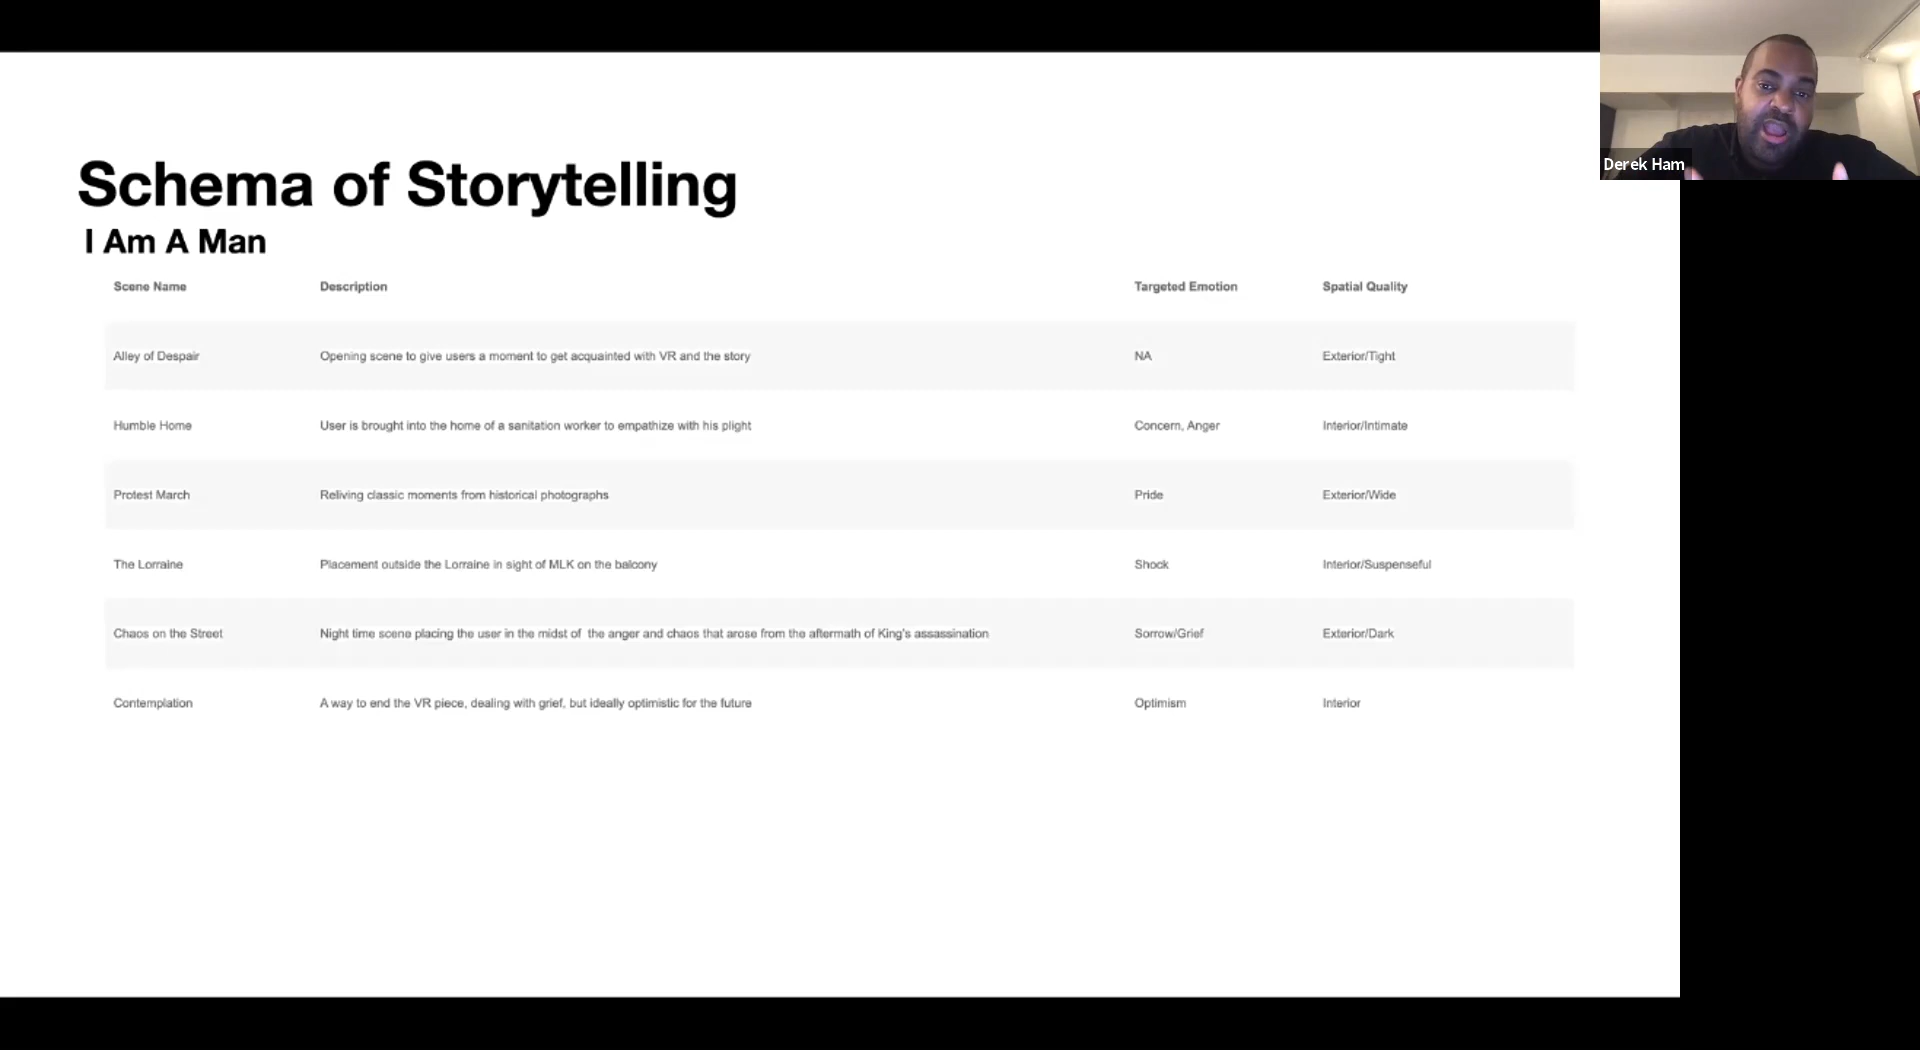 Schema of Storytelling
I Am A Man
Scene Name Description Targeted Emotion Spatial Quality
Alley of Despair Opening scene to give users a moment to get acquainted with VR and the story NA Exterior/Tight
Humble Home User is brought into the home of a sanitation worker to empathize with his plight Concern, Anger Interior/Intimate
Protest March Reliving classic moments from historical photographs Pride Exterior/Wide
The Lorraine Placement outside the Lorraine in sight of MLK on the balcony Shock Interior/Suspenseful
Chaos on the Street Night time scene placing the user in the midst of the anger and chaos that arose from the aftermath of King's assassination Sorrow/Grief Exterior/Dark
Contemplation A way to end the VR piece, dealing with grief, but ideally optimistic for the future Optimism Interior
Derek Ham